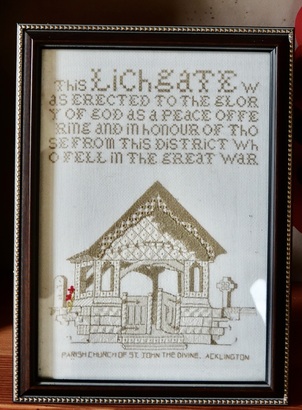 THIS LICHGATE W
AS ERECTED TO THE GLOR
Y OF GOD AS A PEACE OFFE
RING AND IN HONOUR OF THO
SE FROM THIS DISTRICT WH
O FELL IN THE GREAT WAR
PARISH CHURCH OF ST. JOHN THE DIVINE, ACKLINGTON